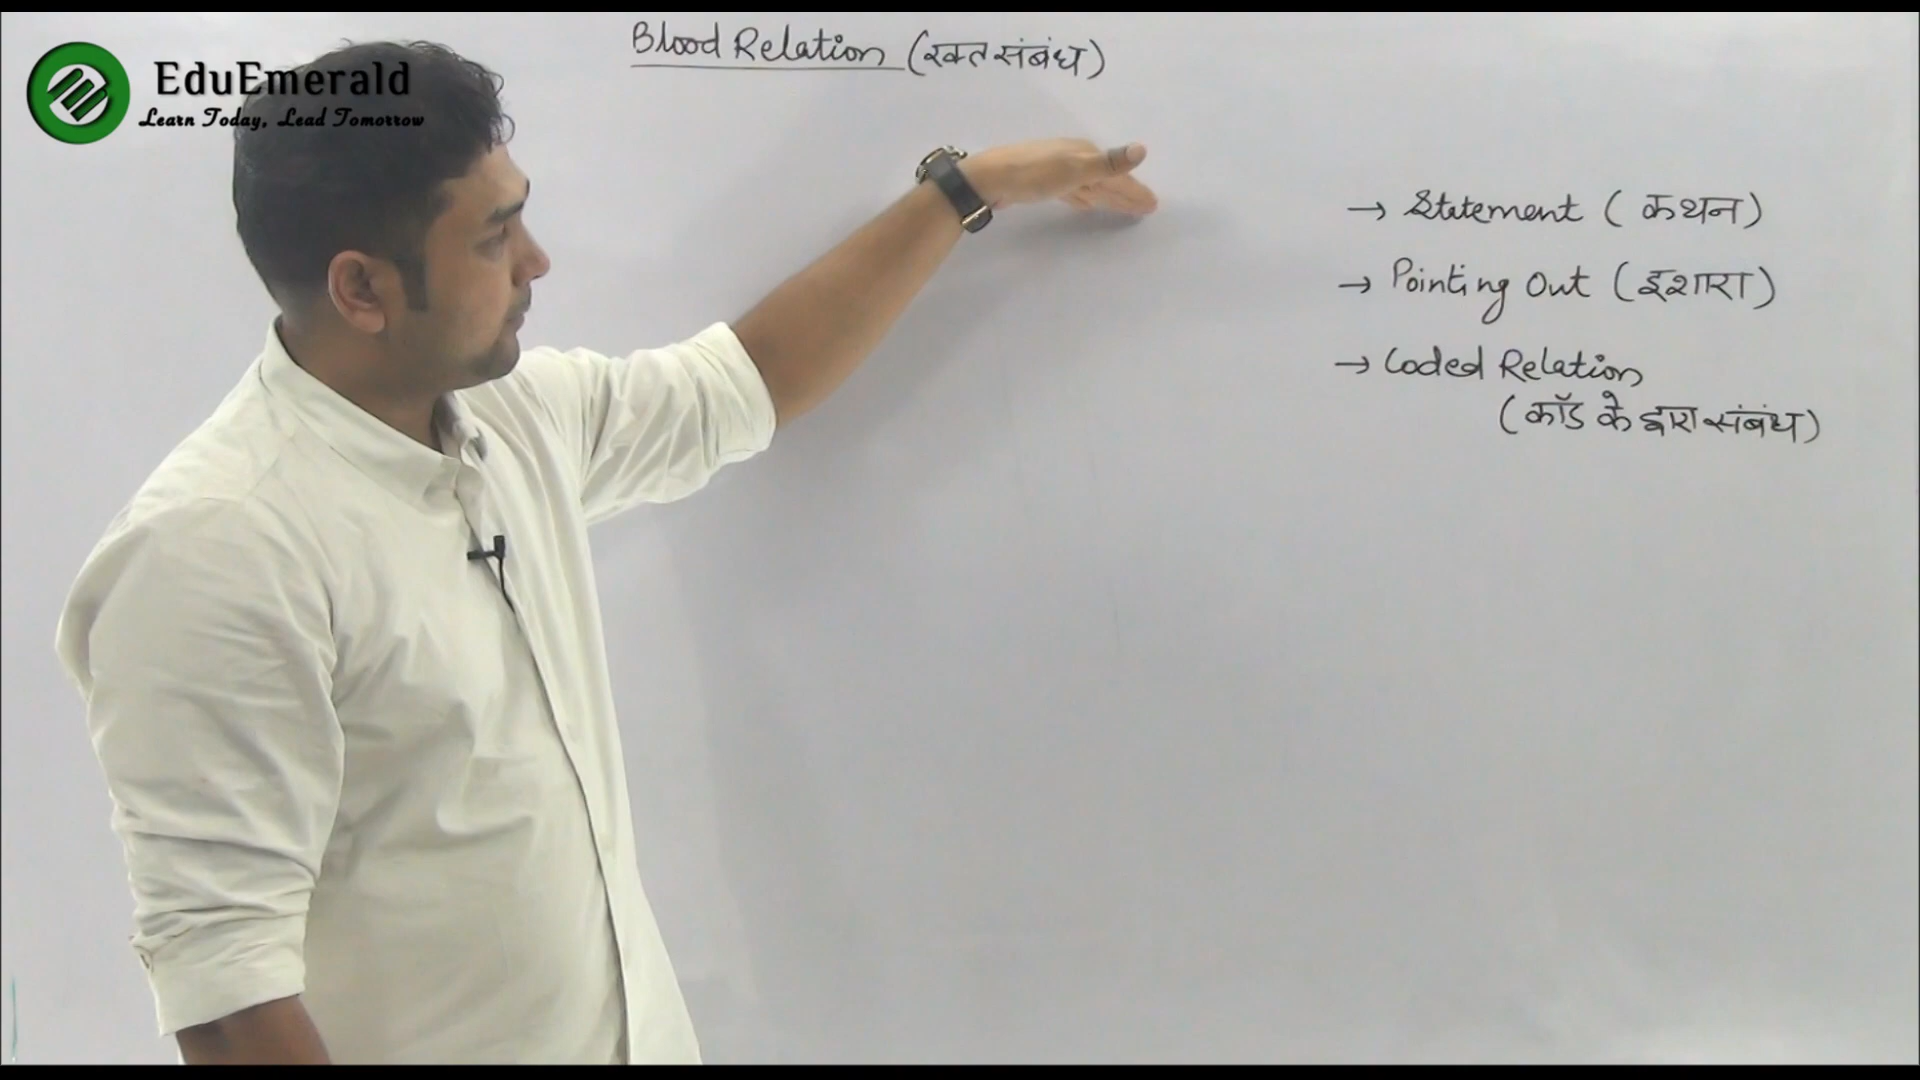 EduEmerald
Learn Today, Lead Tomorrow
Blood Relation (रक्त संबंध)
→ Statement (कथन)
→ Pointing Out (इशारा)
→ Coded Relation
(कॉड के द्वारा संबंध)